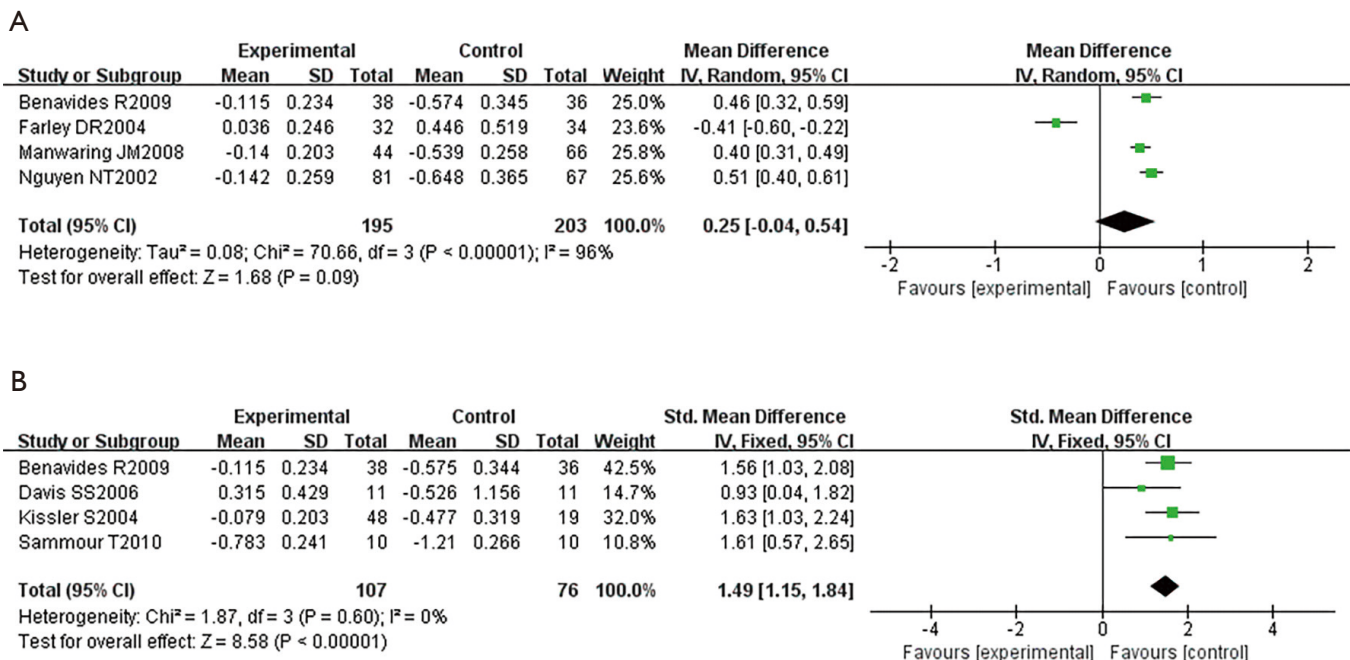 A
Experimental Control Mean Difference Mean Difference
Study or Subgroup Mean SD Total Mean SD Total Weight IV, Random, 95% CI IV, Random, 95% CI
Benavides R2009 -0.115 0.234 38 -0.574 0.345 36 25.0% 0.46 [0.32, 0.59]
Farley DR2004 0.036 0.246 32 0.446 0.519 34 23.6% -0.41 [-0.60, -0.22]
Manwaring JM2008 -0.14 0.203 44 -0.539 0.258 66 25.8% 0.40 [0.31, 0.49]
Nguyen NT2002 -0.142 0.259 81 -0.648 0.365 67 25.6% 0.51 [0.40, 0.61]
Total (95% CI) 195 203 100.0% 0.25 [-0.04, 0.54]
Heterogeneity: Tau² = 0.08; Chi² = 70.66, df = 3 (P < 0.00001); I² = 96%
Test for overall effect: Z = 1.68 (P = 0.09)
-2 -1 0 1 2
Favours [experimental] Favours [control]
B
Experimental Control Std. Mean Difference Std. Mean Difference
Study or Subgroup Mean SD Total Mean SD Total Weight IV, Fixed, 95% CI IV, Fixed, 95% CI
Benavides R2009 -0.115 0.234 38 -0.575 0.344 36 42.5% 1.56 [1.03, 2.08]
Davis SS2006 0.315 0.429 11 -0.526 1.156 11 14.7% 0.93 [0.04, 1.82]
Kissler S2004 -0.079 0.203 48 -0.477 0.319 19 32.0% 1.63 [1.03, 2.24]
Sammour T2010 -0.783 0.241 10 -1.21 0.266 10 10.8% 1.61 [0.57, 2.65]
Total (95% CI) 107 76 100.0% 1.49 [1.15, 1.84]
Heterogeneity: Chi² = 1.87, df = 3 (P = 0.60); I² = 0%
Test for overall effect: Z = 8.58 (P < 0.00001)
-4 -2 0 2 4
Favours [experimental] Favours [control]